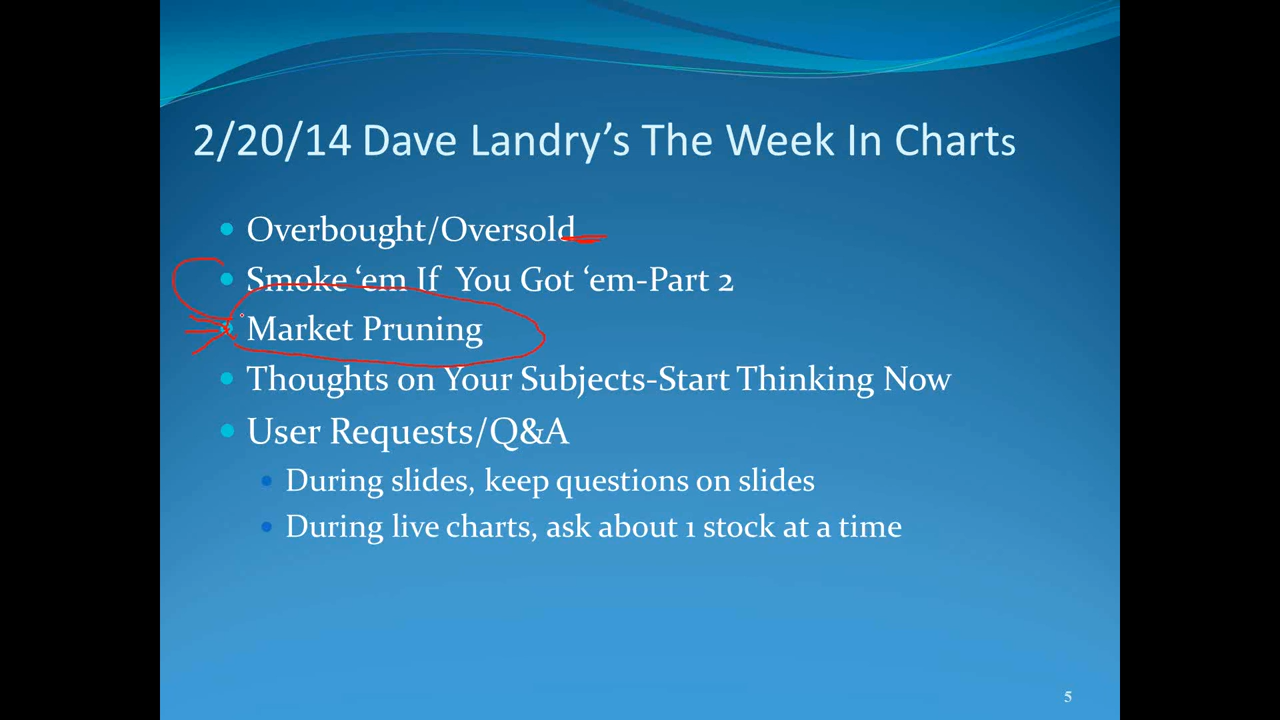 2/20/14 Dave Landry’s The Week In Charts
Overbought/Oversold
Smoke ‘em If You Got ‘em-Part 2
Market Pruning
Thoughts on Your Subjects-Start Thinking Now
User Requests/Q&A
During slides, keep questions on slides
During live charts, ask about 1 stock at a time
5